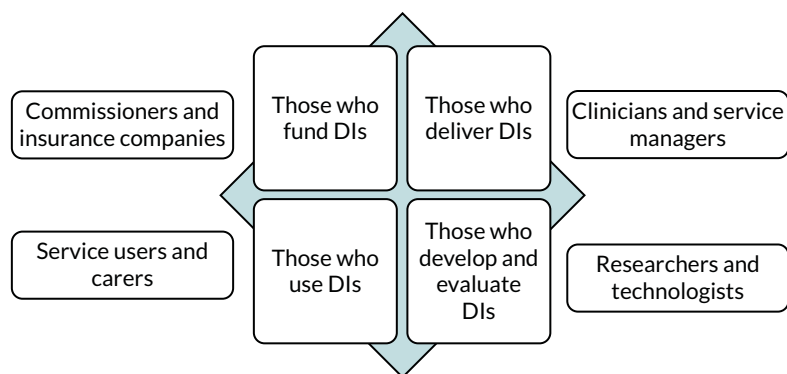 Commissioners and
insurance companies
Those who
fund DIs
Those who
deliver DIs
Clinicians and service
managers
Service users and
carers
Those who
use DIs
Those who
develop and
evaluate
DIs
Researchers and
technologists